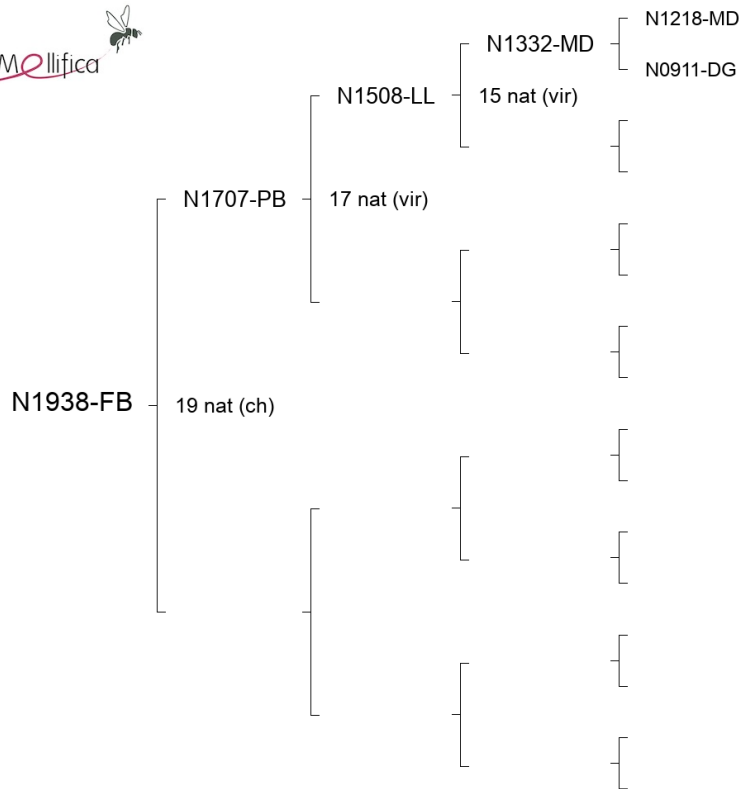 Mellifica
N1218-MD
N1332-MD
N0911-DG
N1508-LL
15 nat (vir)
N1707-PB
17 nat (vir)
N1938-FB
19 nat (ch)